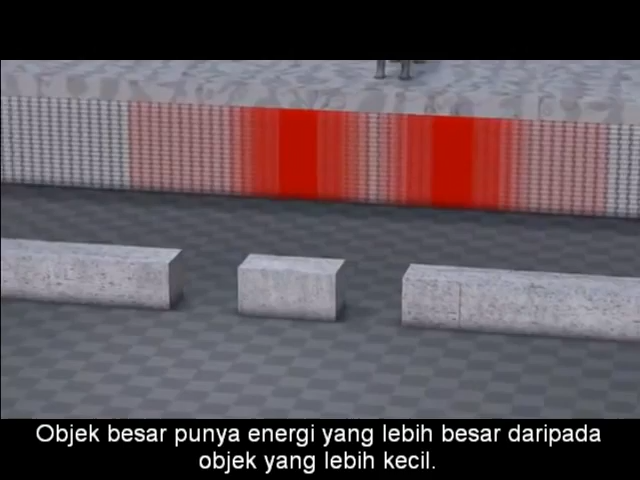 Objek besar punya energi yang lebih besar daripada
objek yang lebih kecil.